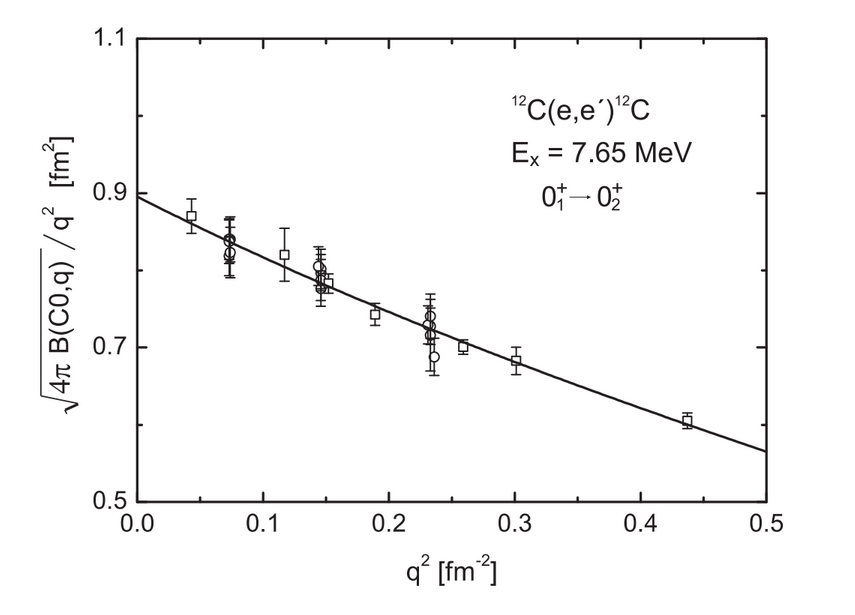 1.1
0.9
0.7
0.5
0.0 0.1 0.2 0.3 0.4 0.5
√4π B(C0,q) / q² [fm²]
q² [fm⁻²]
¹²C(e,e´)¹²C
Eₓ = 7.65 MeV
0₁⁺→0₂⁺